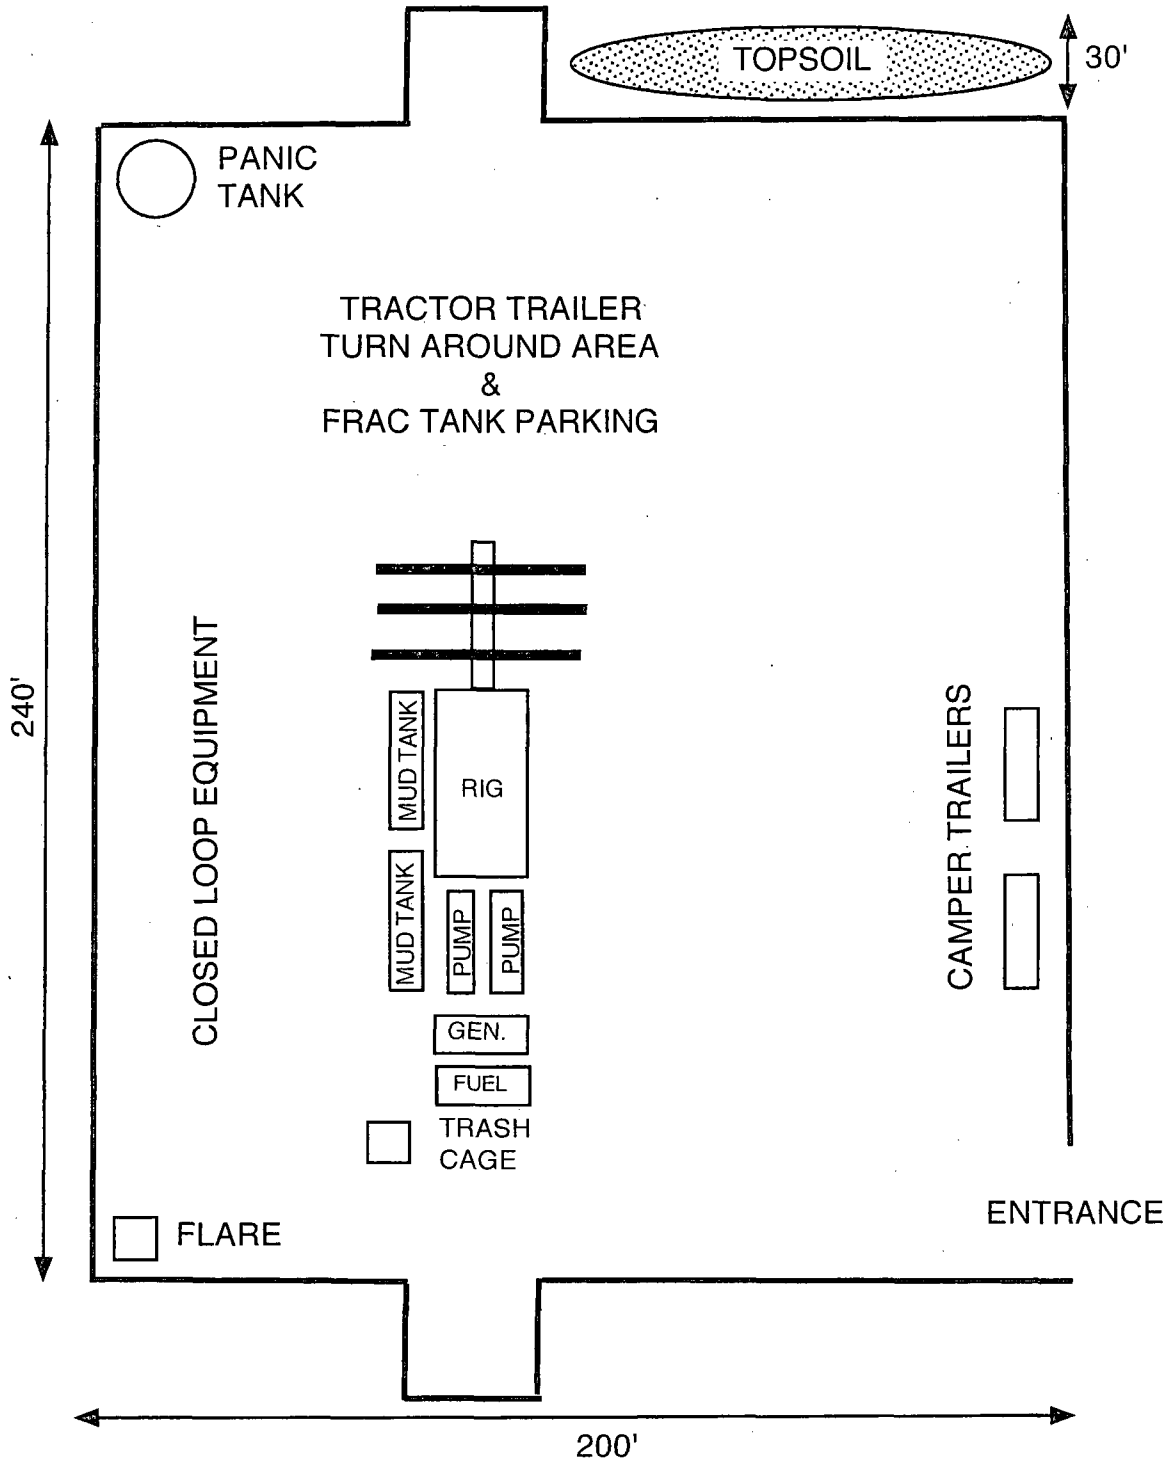 TOPSOIL
30'
PANIC
TANK
TRACTOR TRAILER
TURN AROUND AREA
&
FRAC TANK PARKING
240'
CLOSED LOOP EQUIPMENT
MUD TANK
RIG
CAMPER TRAILERS
MUD TANK
PUMP
PUMP
GEN.
FUEL
TRASH
CAGE
ENTRANCE
FLARE
200'